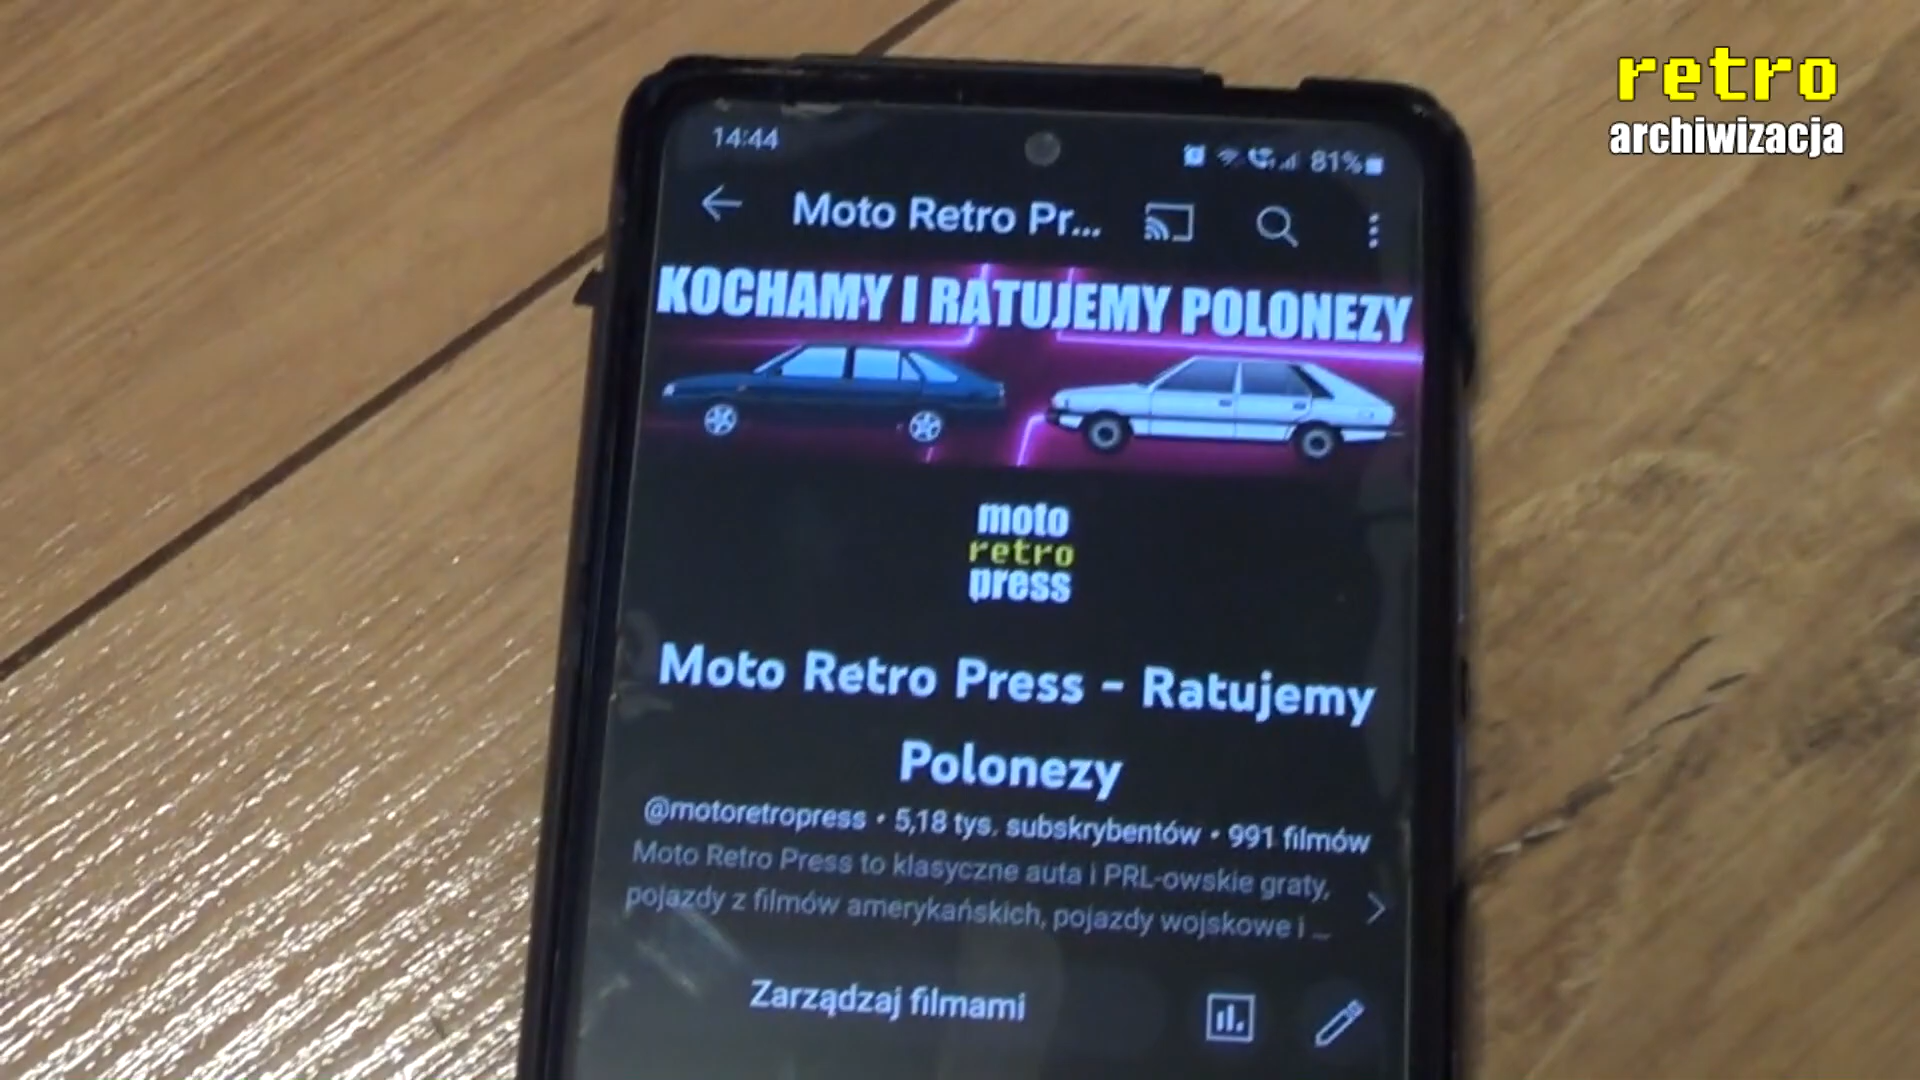 retro
archiwizacja
14:44
81%
Moto Retro Pr...
KOCHAMY I RATUJEMY POLONEZY
moto
retro
press
Moto Retro Press - Ratujemy
Polonezy
@motoretropress • 5,18 tys. subskrybentów • 991 filmów
Moto Retro Press to klasyczne auta i PRL-owskie graty,
pojazdy z filmów amerykańskich, pojazdy wojskowe i ...
Zarządzaj filmami